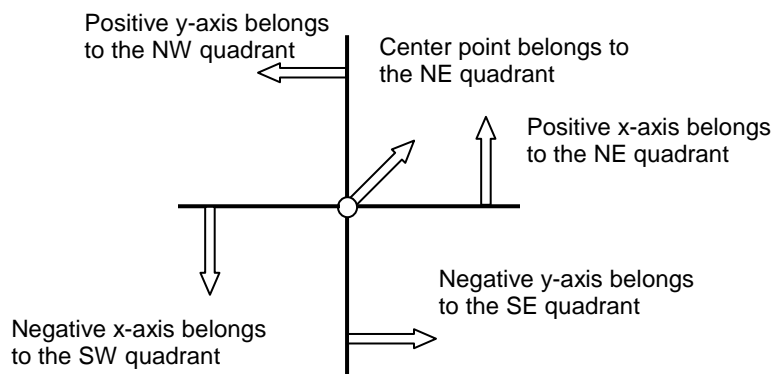 Positive y-axis belongs
to the NW quadrant
Center point belongs to
the NE quadrant
Positive x-axis belongs
to the NE quadrant
Negative y-axis belongs
to the SE quadrant
Negative x-axis belongs
to the SW quadrant